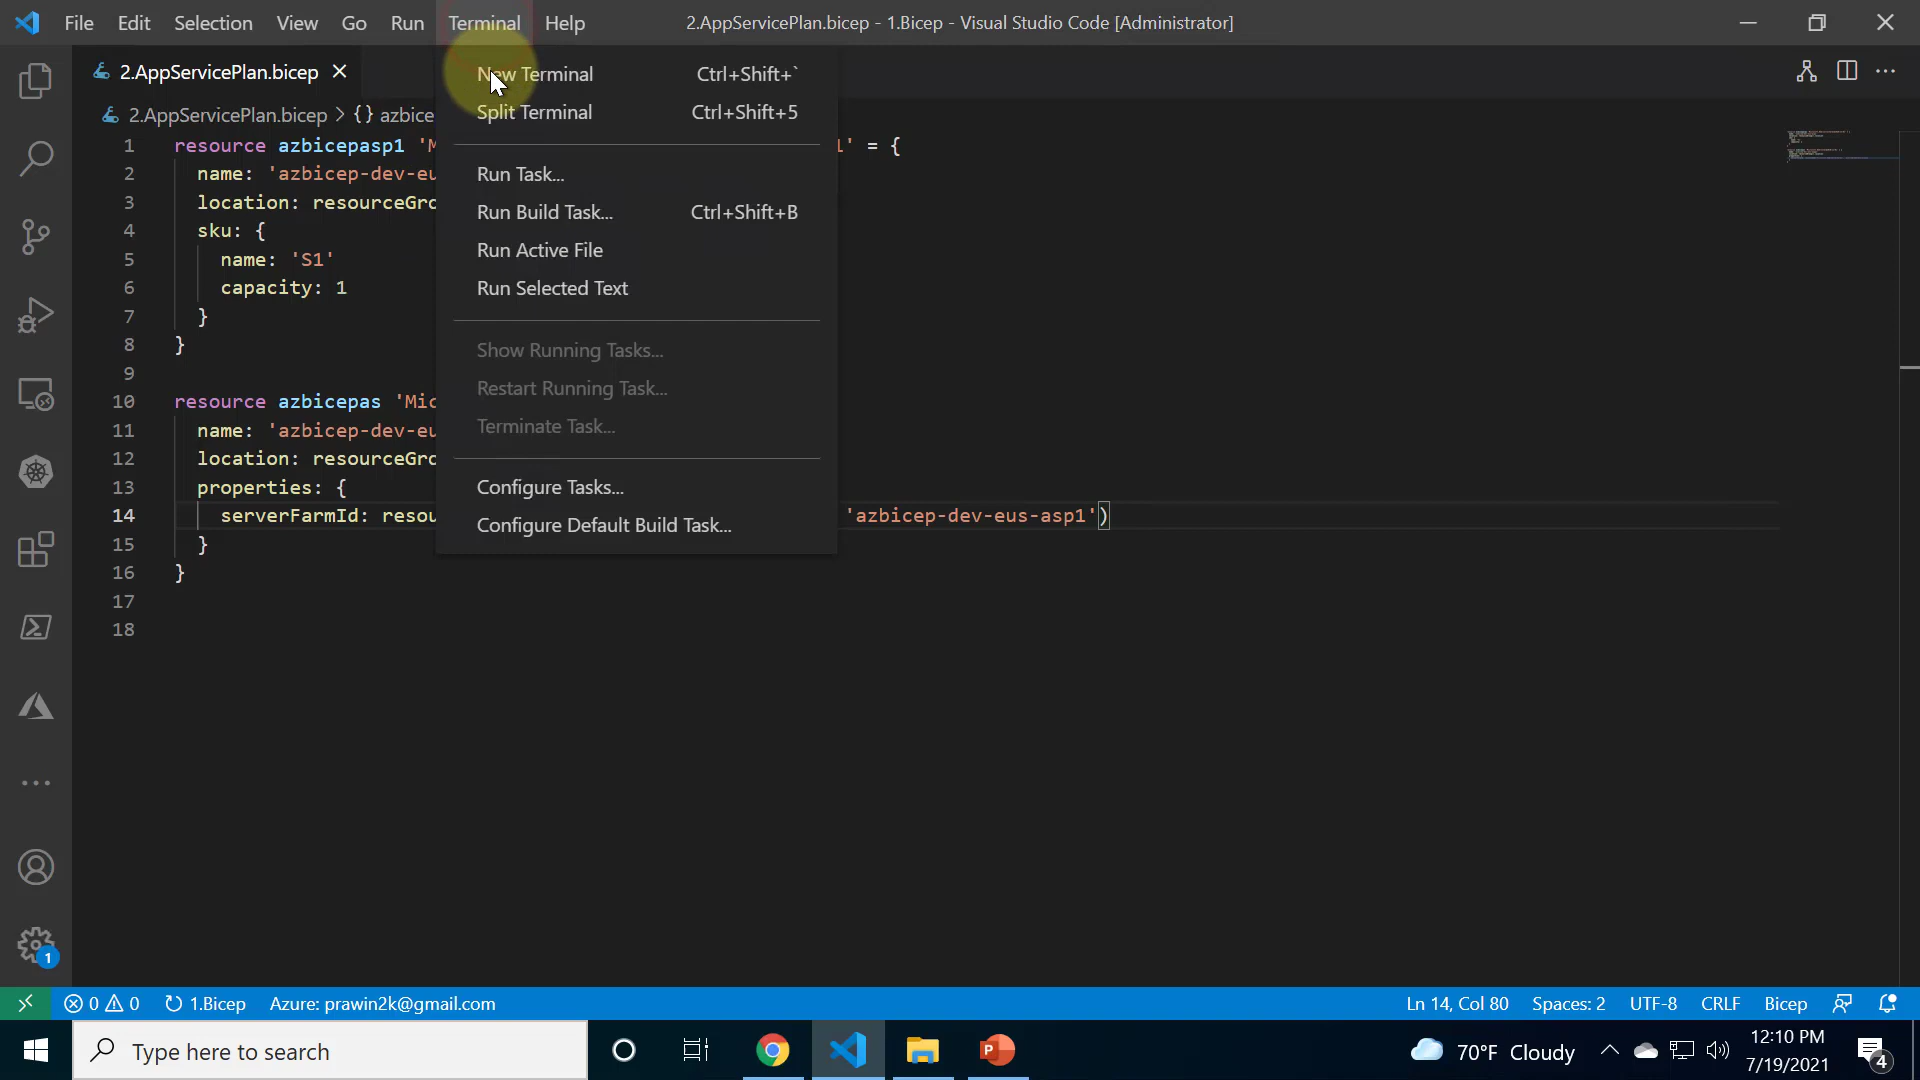 File Edit Selection View Go Run Terminal Help 2.AppServicePlan.bicep - 1.Bicep - Visual Studio Code [Administrator]
2.AppServicePlan.bicep
2.AppServicePlan.bicep > {} azbice
New Terminal Ctrl+Shift+`
Split Terminal Ctrl+Shift+5
Run Task...
Run Build Task... Ctrl+Shift+B
Run Active File
Run Selected Text
Show Running Tasks...
Restart Running Task...
Terminate Task...
Configure Tasks...
Configure Default Build Task...
1 resource azbicepasp1 'M 1' = {
2 name: 'azbicep-dev-eu
3 location: resourceGro
4 sku: {
5 name: 'S1'
6 capacity: 1
7 }
8 }
9
10 resource azbicepas 'Mic
11 name: 'azbicep-dev-eu
12 location: resourceGro
13 properties: {
14 serverFarmId: resou 'azbicep-dev-eus-asp1')
15 }
16 }
17
18
1
0 0 1.Bicep Azure: prawin2k@gmail.com Ln 14, Col 80 Spaces: 2 UTF-8 CRLF Bicep
Type here to search 70°F Cloudy 12:10 PM
7/19/2021
4